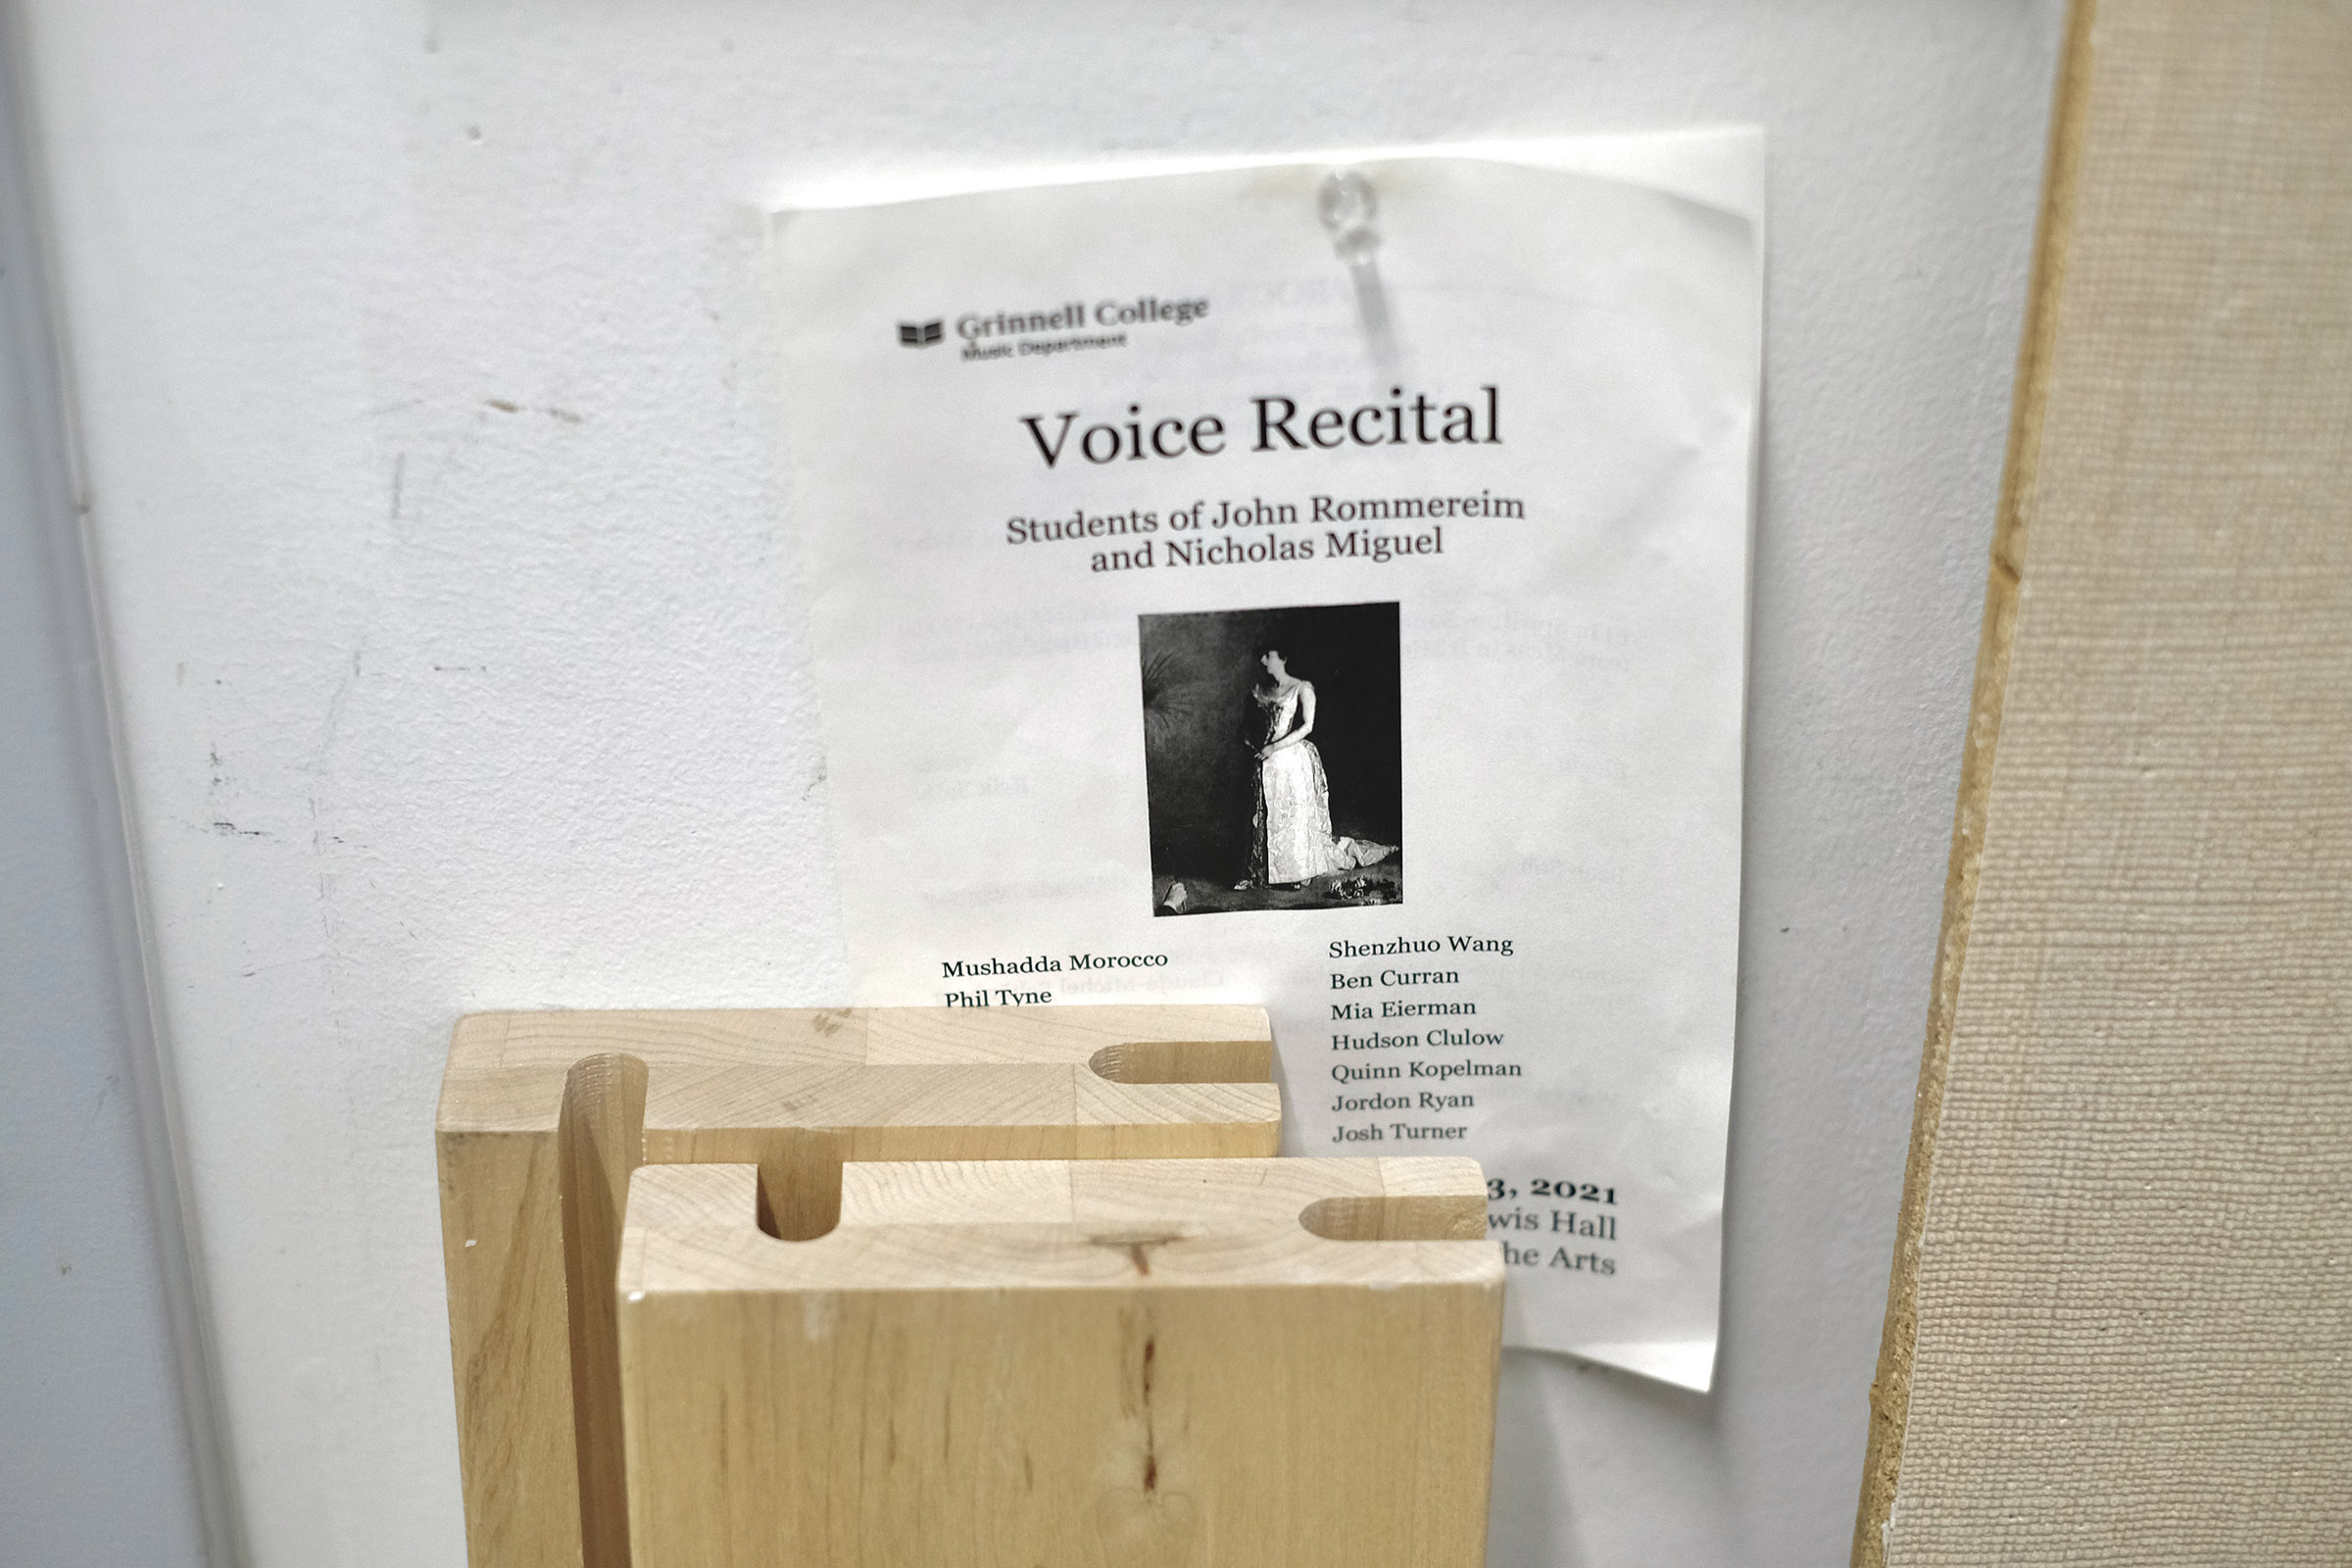 Grinnell College
Music Department
Voice Recital
Students of John Rommereim
and Nicholas Miguel
Mushadda Morocco
Phil Tyne
Shenzhuo Wang
Ben Curran
Mia Eierman
Hudson Clulow
Quinn Kopelman
Jordon Ryan
Josh Turner
3, 2021
wis Hall
he Arts